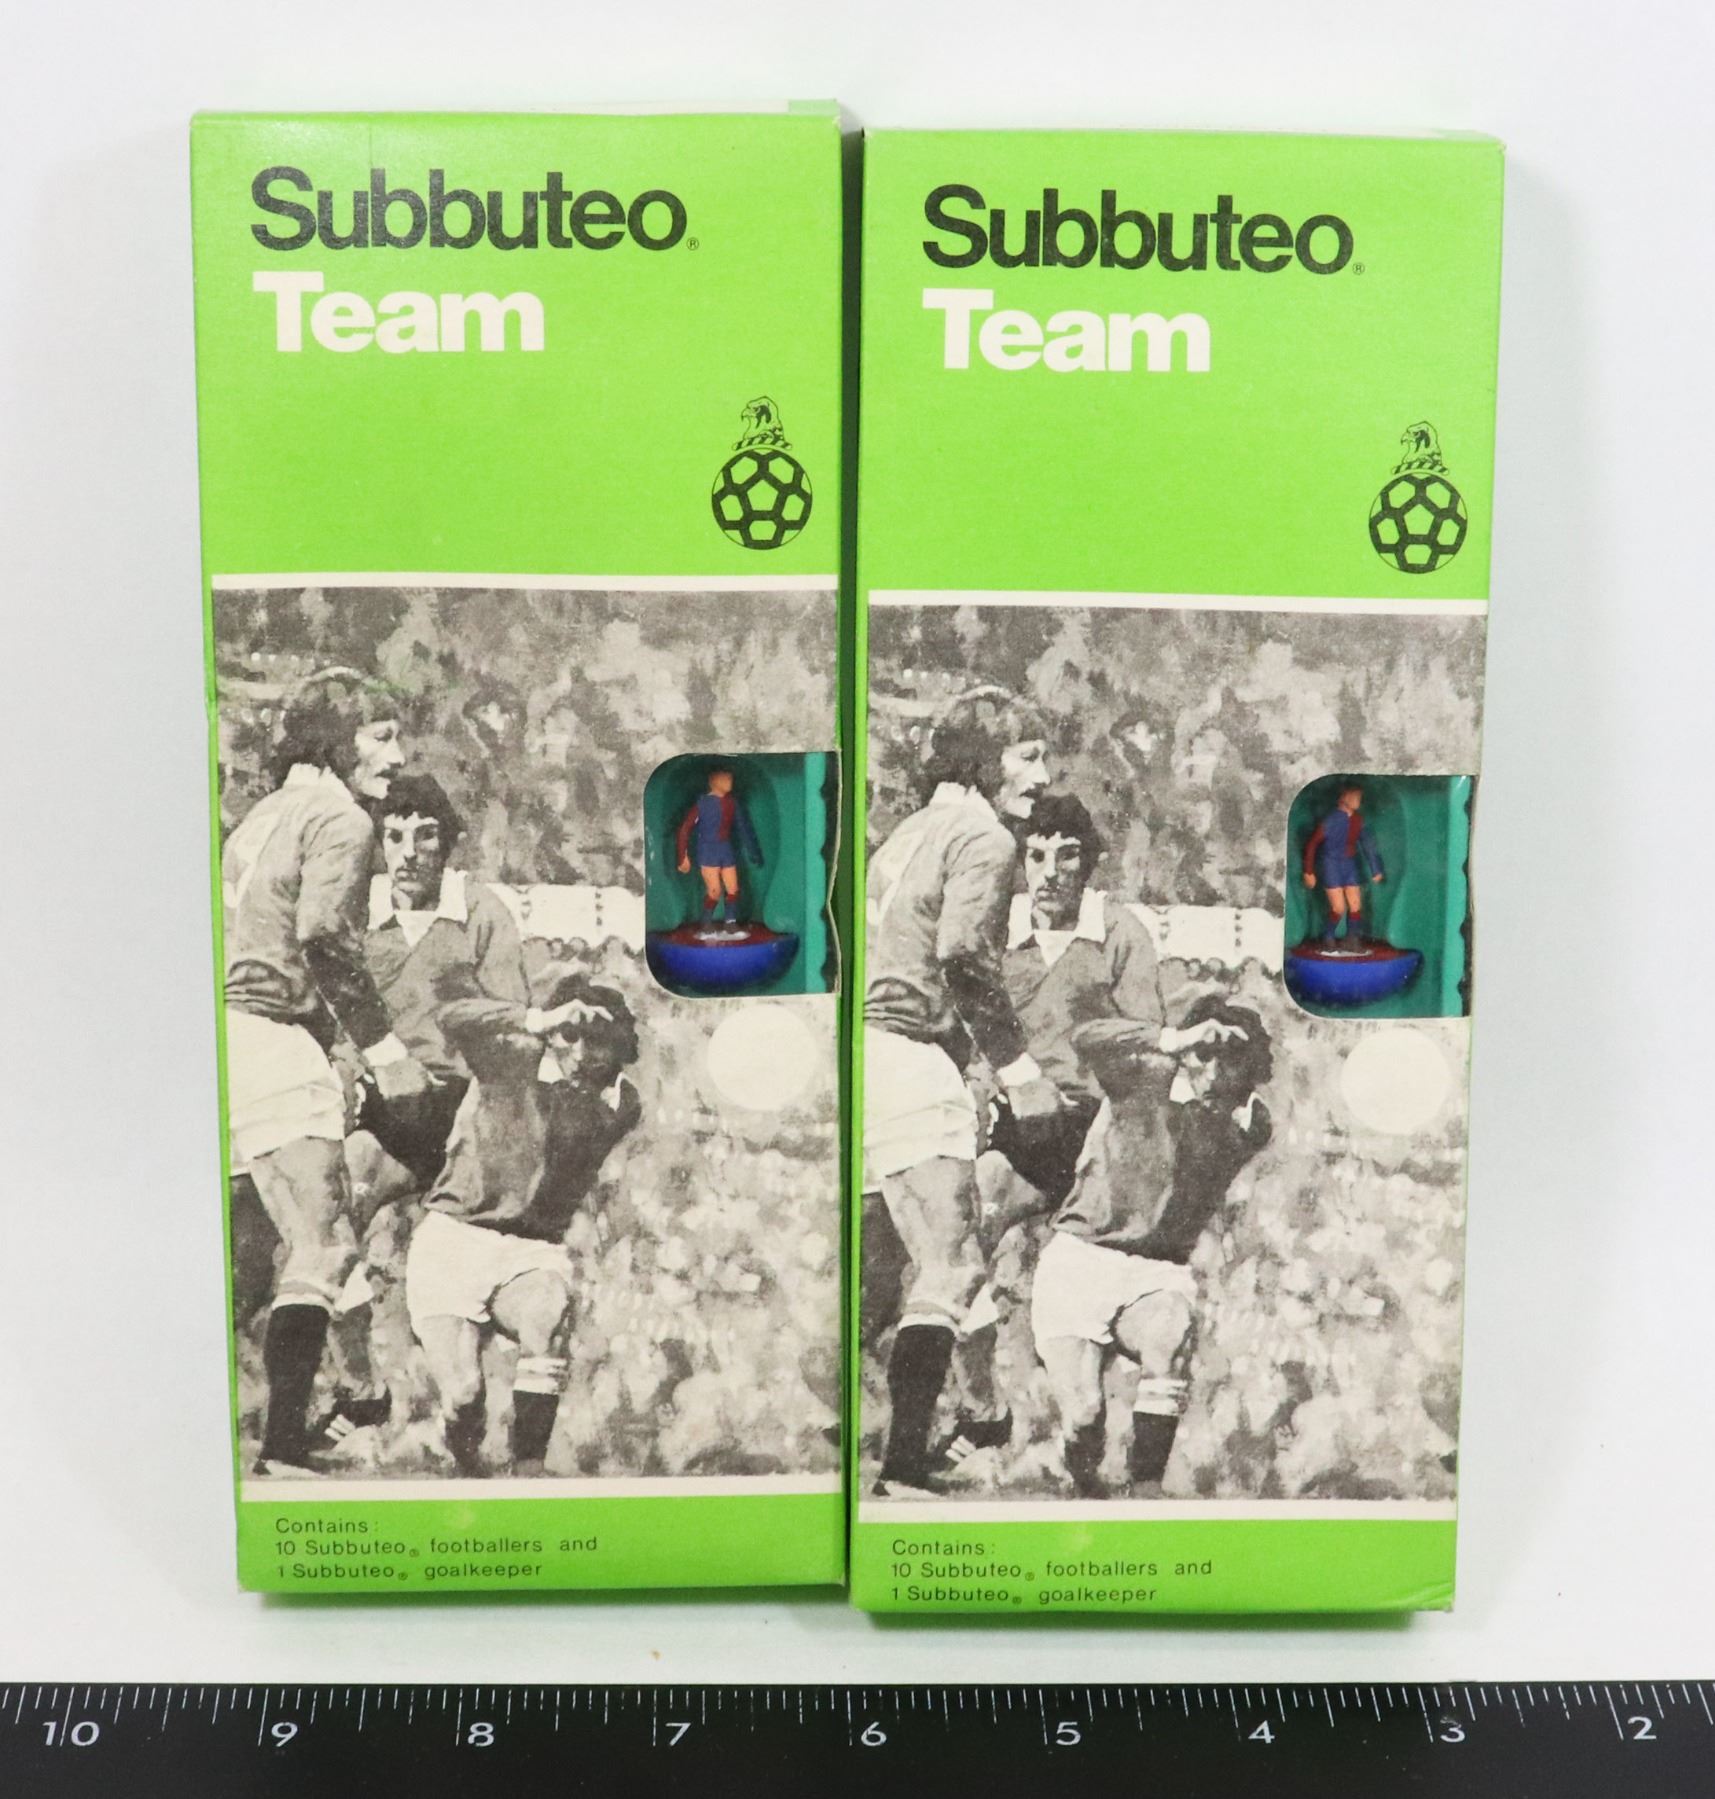 Subbuteo®
Team
Contains:
10 Subbuteo® footballers and
1 Subbuteo® goalkeeper
Subbuteo®
Team
Contains:
10 Subbuteo® footballers and
1 Subbuteo® goalkeeper
10 9 8 7 6 5 4 3 2